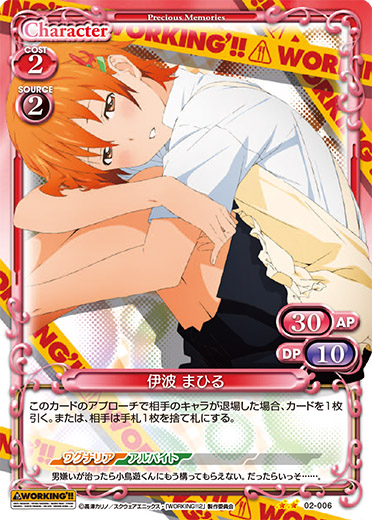 Precious Memories
Character
COST
2
SOURCE
2
WORKING'!!
WORKING'!!
WORKING'!!
30 AP
DP 10
伊波 まひる
このカードのアプローチで相手のキャラが退場した場合、カードを1枚
引く。または、相手は手札1枚を捨て札にする。
ワグナリア アルバイト
男嫌いが治ったら小鳥遊くんにもう構ってもらえない、だったらいっそ……。
WORKING'!!
©高津カリノ/スクウェアエニックス・「WORKING'!!2」製作委員会
02-006